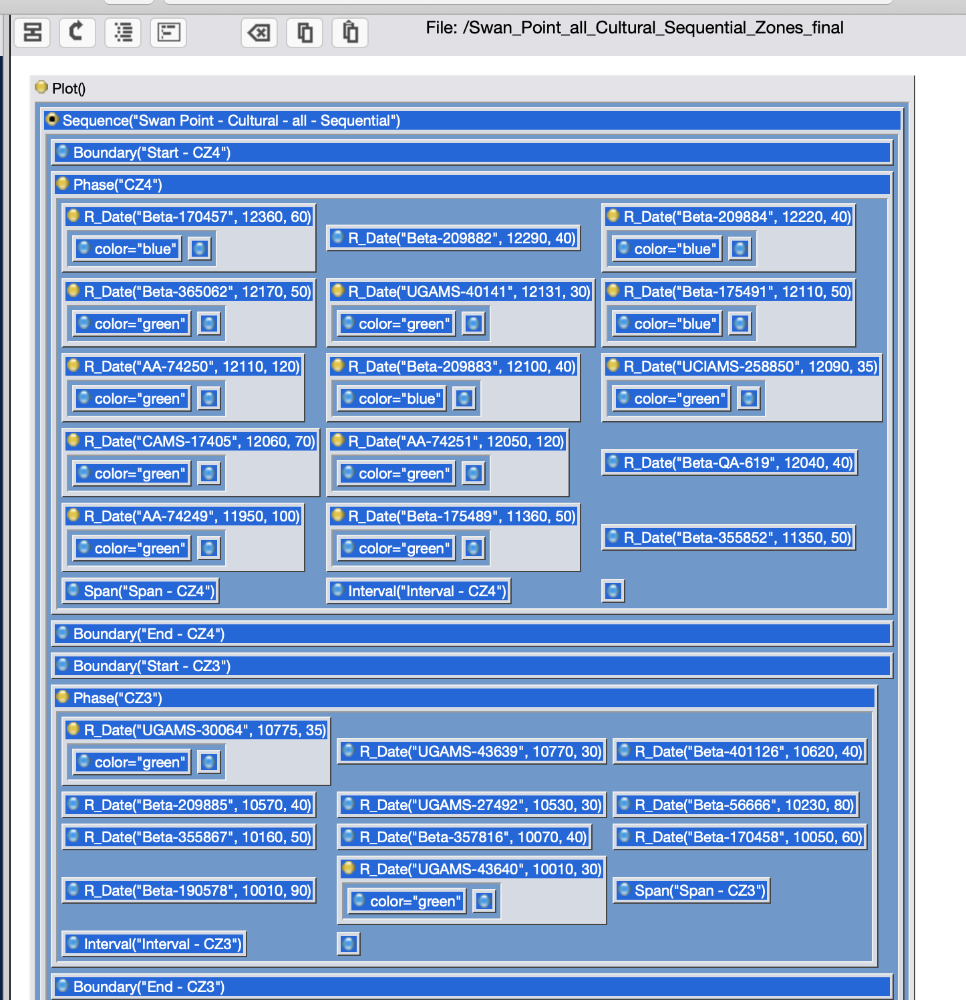 File: /Swan_Point_all_Cultural_Sequential_Zones_final
Plot()
Sequence("Swan Point - Cultural - all - Sequential")
Boundary("Start - CZ4")
Phase("CZ4")
R_Date("Beta-170457", 12360, 60)
color="blue"
R_Date("Beta-209882", 12290, 40)
R_Date("Beta-209884", 12220, 40)
color="blue"
R_Date("Beta-365062", 12170, 50)
color="green"
R_Date("UGAMS-40141", 12131, 30)
color="green"
R_Date("Beta-175491", 12110, 50)
color="blue"
R_Date("AA-74250", 12110, 120)
color="green"
R_Date("Beta-209883", 12100, 40)
color="blue"
R_Date("UCIAMS-258850", 12090, 35)
color="green"
R_Date("CAMS-17405", 12060, 70)
color="green"
R_Date("AA-74251", 12050, 120)
color="green"
R_Date("Beta-QA-619", 12040, 40)
R_Date("AA-74249", 11950, 100)
color="green"
R_Date("Beta-175489", 11360, 50)
color="green"
R_Date("Beta-355852", 11350, 50)
Span("Span - CZ4")
Interval("Interval - CZ4")
Boundary("End - CZ4")
Boundary("Start - CZ3")
Phase("CZ3")
R_Date("UGAMS-30064", 10775, 35)
color="green"
R_Date("UGAMS-43639", 10770, 30)
R_Date("Beta-401126", 10620, 40)
R_Date("Beta-209885", 10570, 40)
R_Date("UGAMS-27492", 10530, 30)
R_Date("Beta-56666", 10230, 80)
R_Date("Beta-355867", 10160, 50)
R_Date("Beta-357816", 10070, 40)
R_Date("Beta-170458", 10050, 60)
R_Date("Beta-190578", 10010, 90)
R_Date("UGAMS-43640", 10010, 30)
color="green"
Span("Span - CZ3")
Interval("Interval - CZ3")
Boundary("End - CZ3")